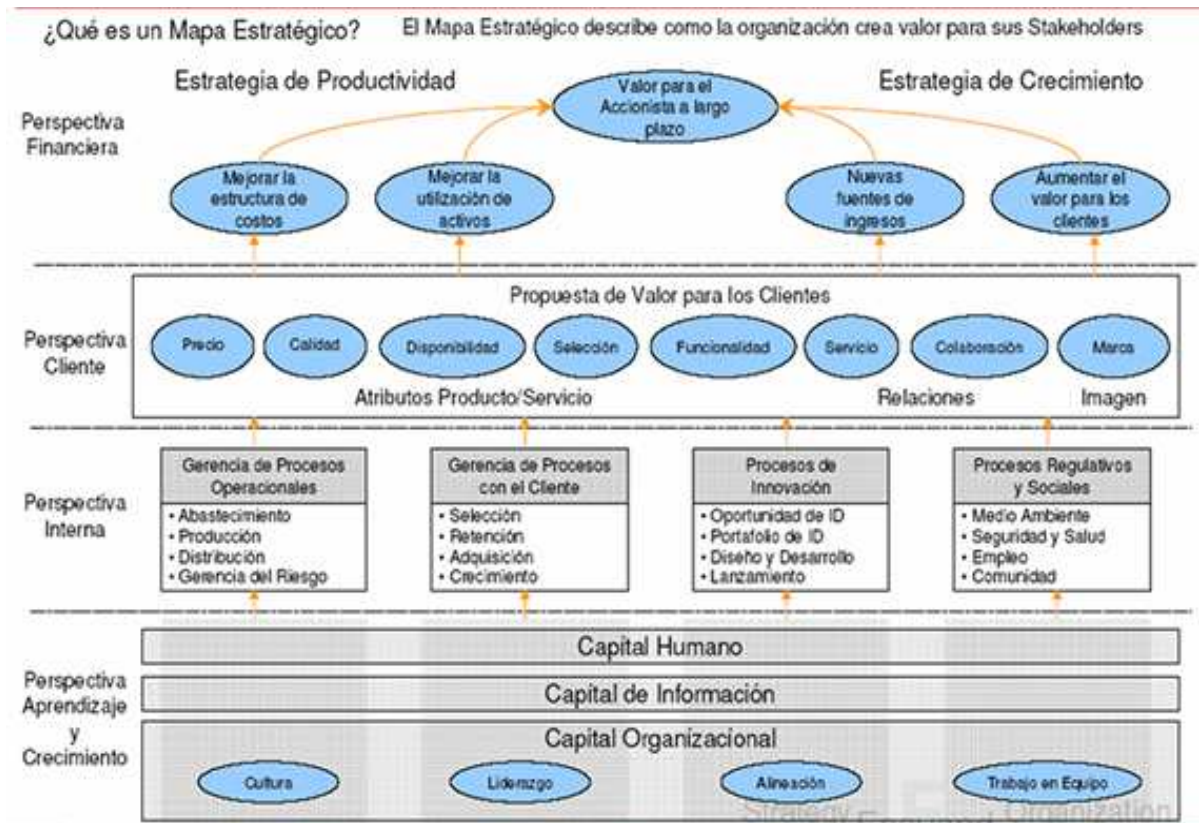 ¿Qué es un Mapa Estratégico?
El Mapa Estratégico describe como la organización crea valor para sus Stakeholders
Estrategia de Productividad
Estrategia de Crecimiento
Perspectiva
Financiera
Valor para el
Accionista a largo
plazo
Mejorar la
estructura de
costos
Mejorar la
utilización de
activos
Nuevas
fuentes de
ingresos
Aumentar el
valor para los
clientes
Perspectiva
Cliente
Propuesta de Valor para los Clientes
Precio
Calidad
Disponibilidad
Selección
Funcionalidad
Servicio
Colaboración
Marca
Atributos Producto/Servicio
Relaciones
Imagen
Perspectiva
Interna
Gerencia de Procesos
Operacionales
• Abastecimiento
• Producción
• Distribución
• Gerencia del Riesgo
Gerencia de Procesos
con el Cliente
• Selección
• Retención
• Adquisición
• Crecimiento
Procesos de
Innovación
• Oportunidad de ID
• Portafolio de ID
• Diseño y Desarrollo
• Lanzamiento
Procesos Regulativos
y Sociales
• Medio Ambiente
• Seguridad y Salud
• Empleo
• Comunidad
Perspectiva
Aprendizaje
y
Crecimiento
Capital Humano
Capital de Información
Capital Organizacional
Cultura
Liderazgo
Alineación
Trabajo en Equipo
Strategy
Organization